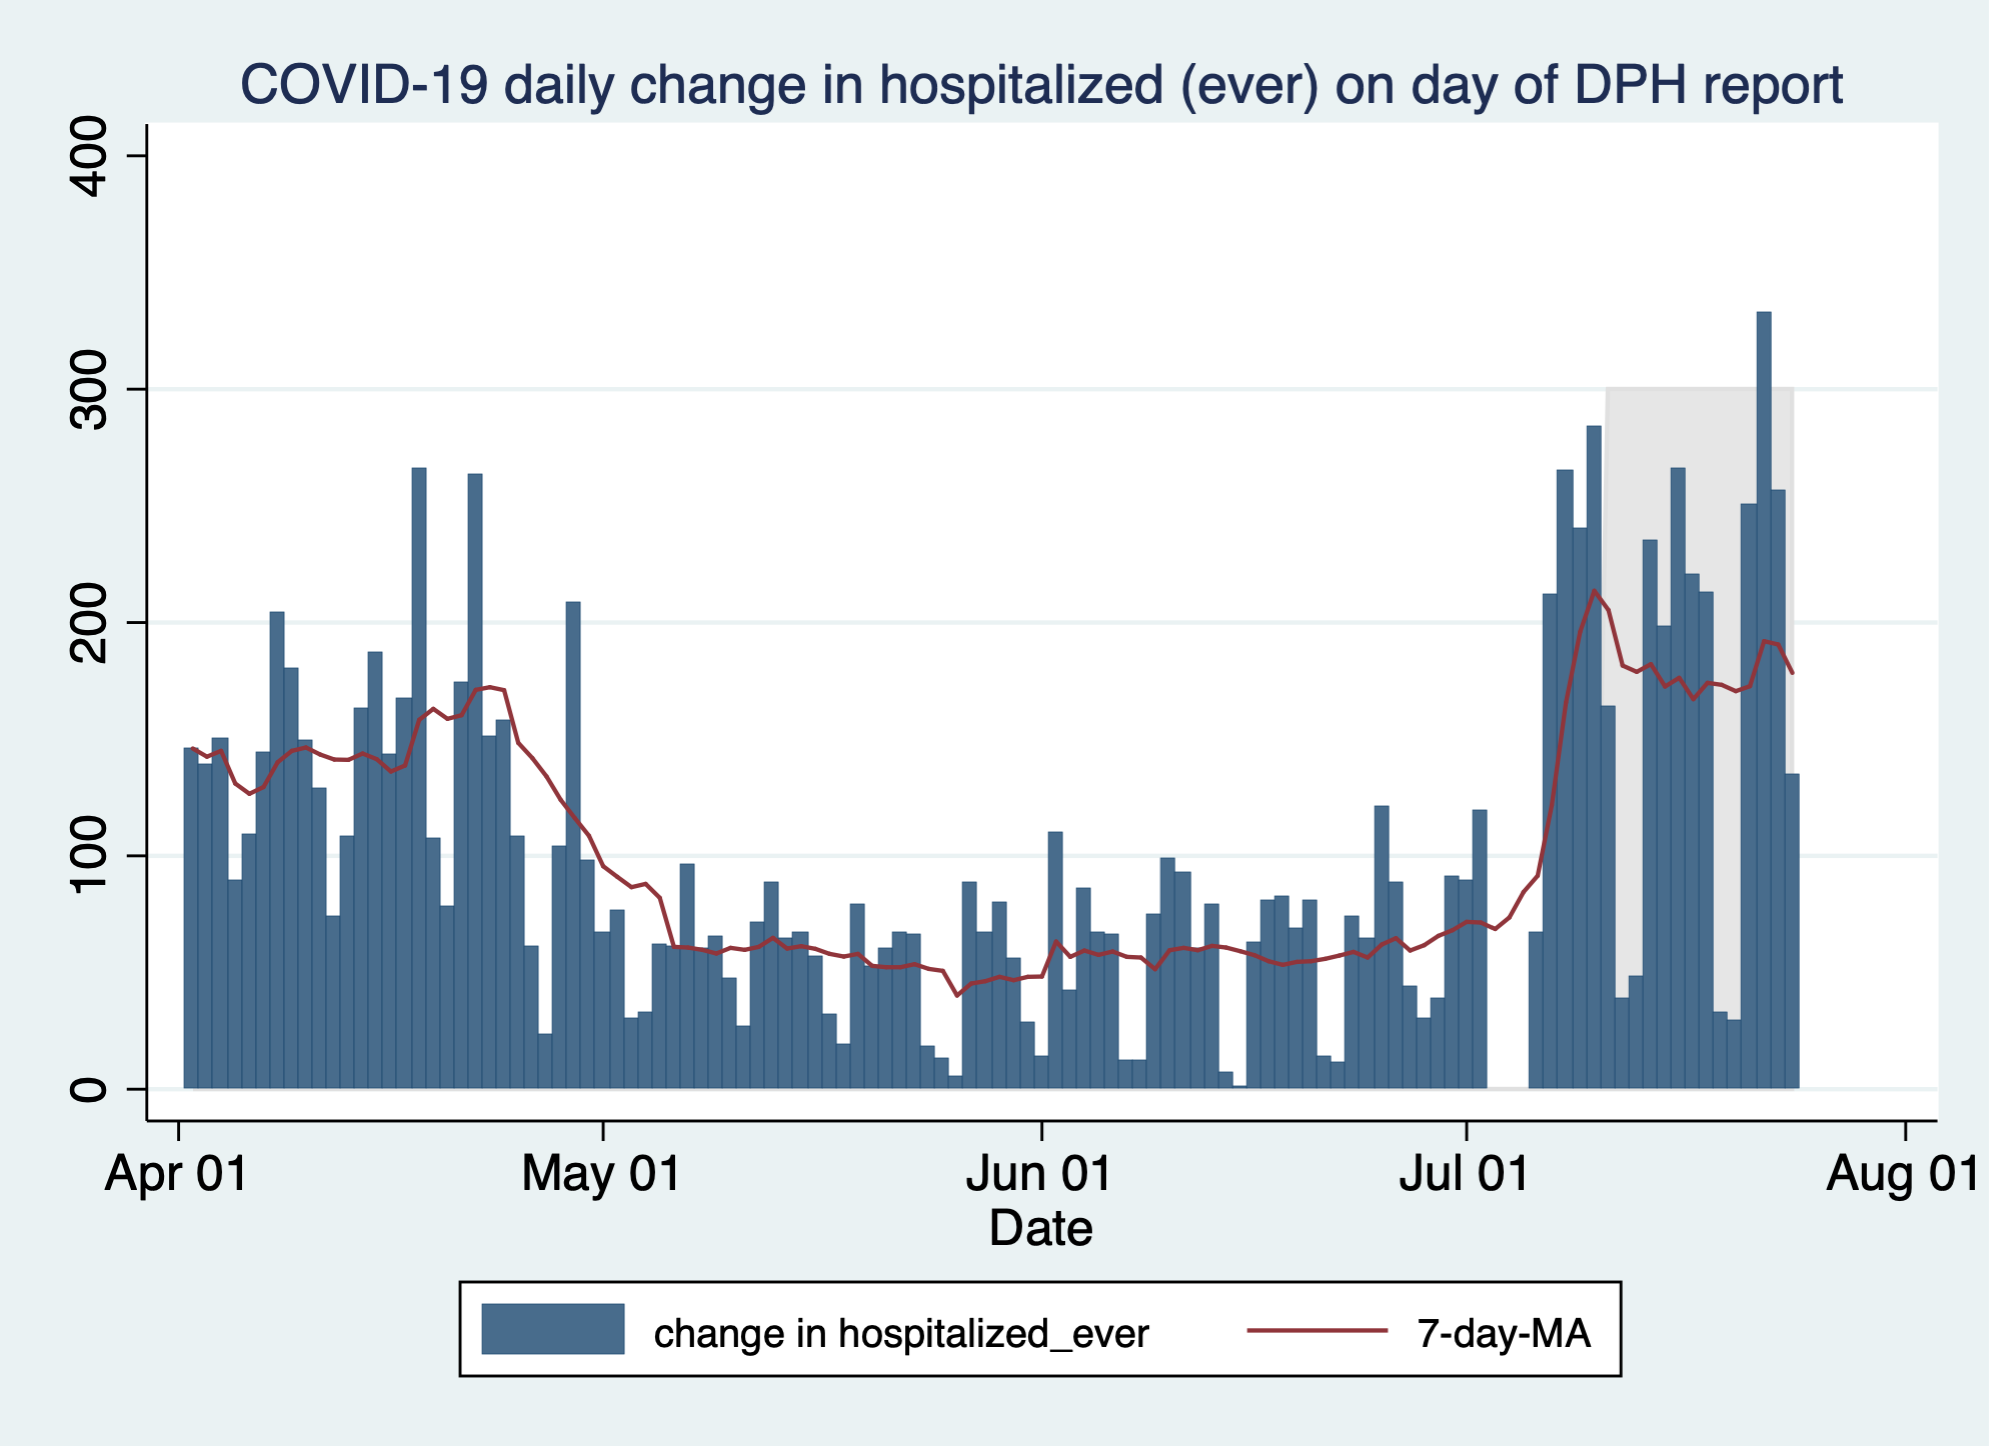 COVID-19 daily change in hospitalized (ever) on day of DPH report
400
300
200
100
0
Apr 01 May 01 Jun 01 Jul 01 Aug 01
Date
change in hospitalized_ever 7-day-MA